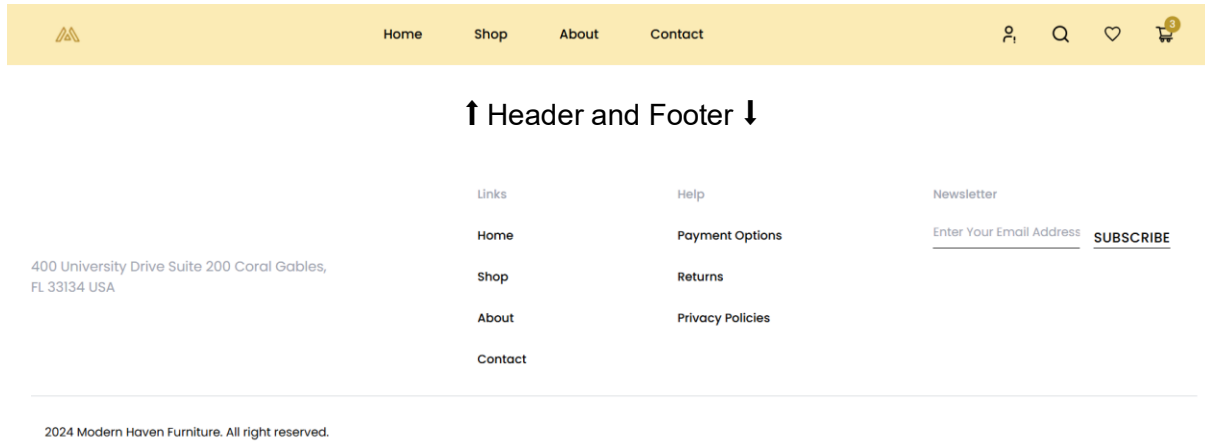 Home Shop About Contact 3
⬆ Header and Footer ⬇
Links
Home
Shop
About
Contact
Help
Payment Options
Returns
Privacy Policies
Newsletter
Enter Your Email Address SUBSCRIBE
400 University Drive Suite 200 Coral Gables,
FL 33134 USA
2024 Modern Haven Furniture. All right reserved.